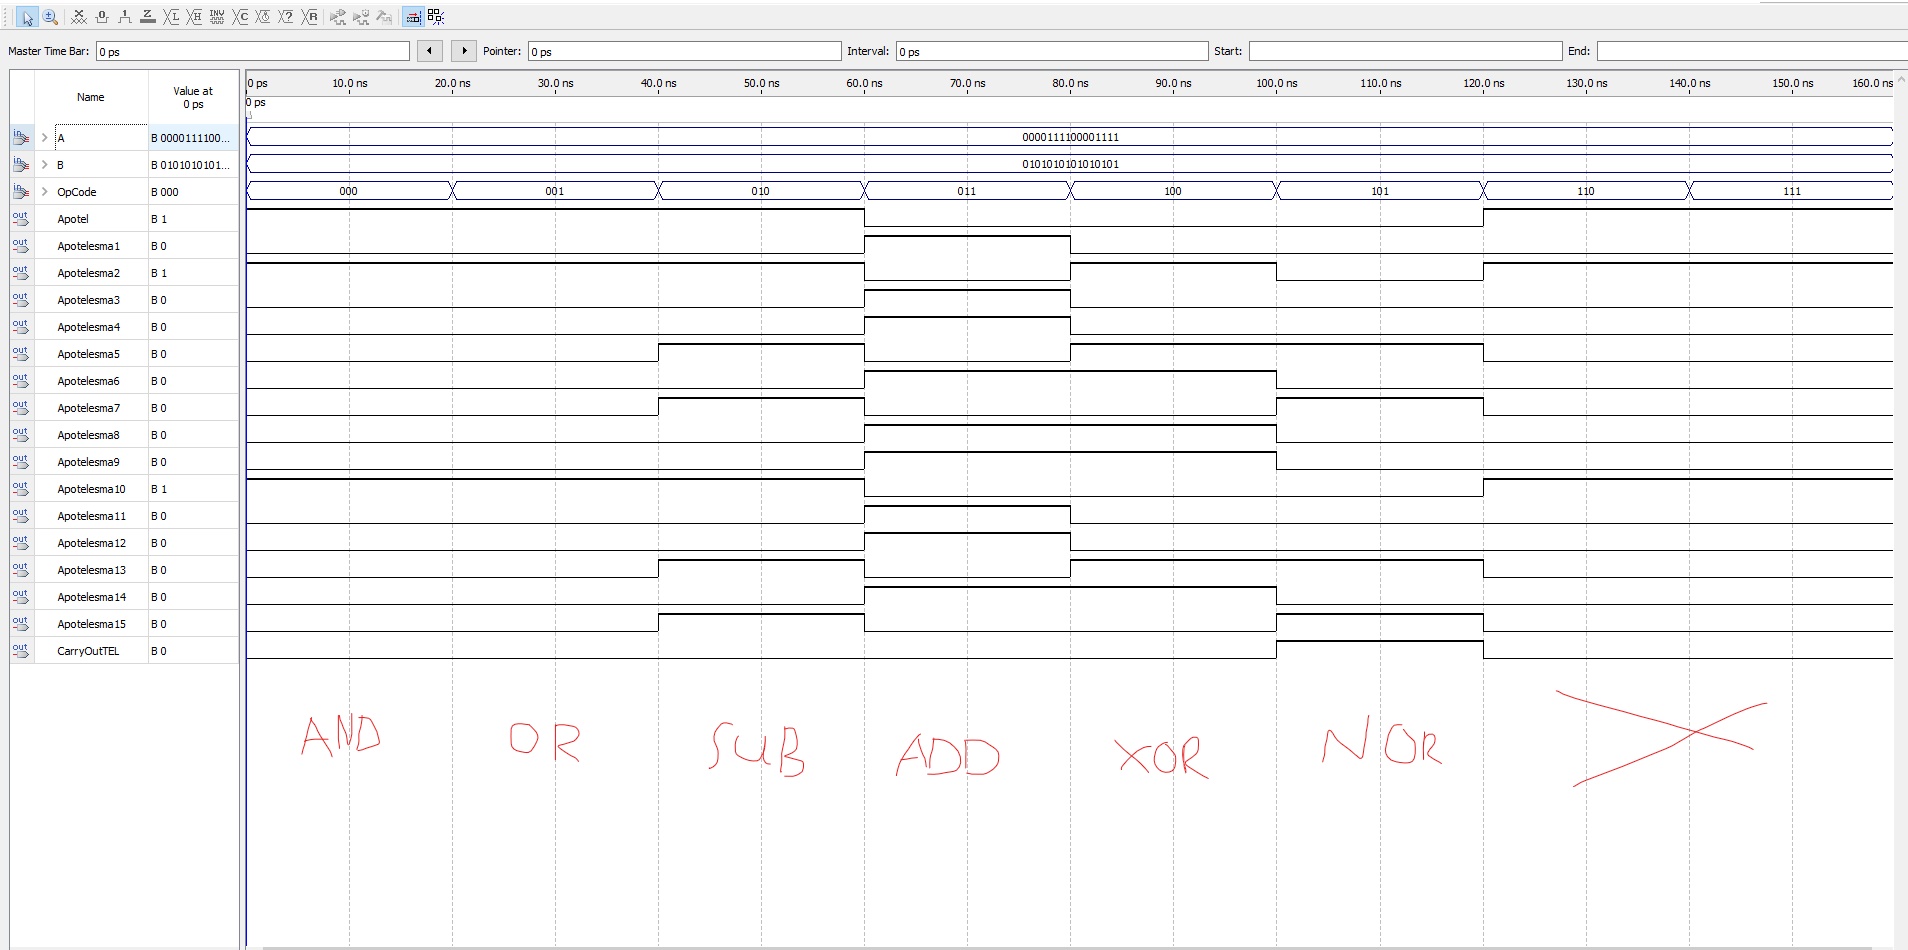 Master Time Bar: 0 ps Pointer: 0 ps Interval: 0 ps Start: End:
Name Value at 0 ps
0 ps 10.0 ns 20.0 ns 30.0 ns 40.0 ns 50.0 ns 60.0 ns 70.0 ns 80.0 ns 90.0 ns 100.0 ns 110.0 ns 120.0 ns 130.0 ns 140.0 ns 150.0 ns 160.0 ns
0 ps
A B 0000111100... 0000111100001111
B B 0101010101... 0101010101010101
OpCode B 000 000 001 010 011 100 101 110 111
Apotel B 1
Apotelesma1 B 0
Apotelesma2 B 1
Apotelesma3 B 0
Apotelesma4 B 0
Apotelesma5 B 0
Apotelesma6 B 0
Apotelesma7 B 0
Apotelesma8 B 0
Apotelesma9 B 0
Apotelesma10 B 1
Apotelesma11 B 0
Apotelesma12 B 0
Apotelesma13 B 0
Apotelesma14 B 0
Apotelesma15 B 0
CarryOutTEL B 0
AND OR SUB ADD XOR NOR